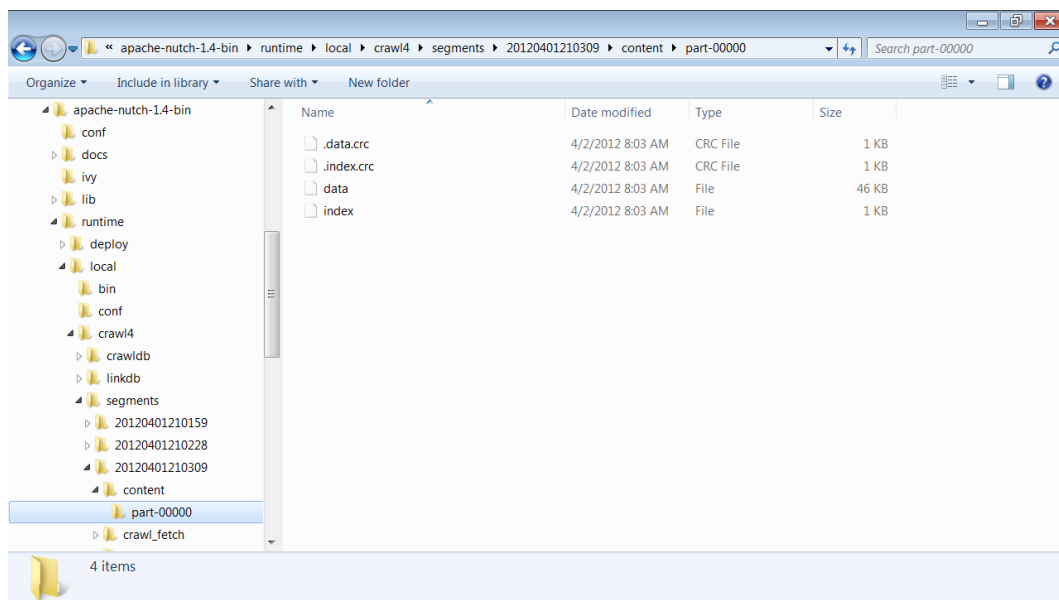 « apache-nutch-1.4-bin runtime local crawl4 segments 20120401210309 content part-00000 Search part-00000
Organize Include in library Share with New folder
apache-nutch-1.4-bin
conf
docs
ivy
lib
runtime
deploy
local
bin
conf
crawl4
crawldb
linkdb
segments
20120401210159
20120401210228
20120401210309
content
part-00000
crawl_fetch
Name Date modified Type Size
.data.crc 4/2/2012 8:03 AM CRC File 1 KB
.index.crc 4/2/2012 8:03 AM CRC File 1 KB
data 4/2/2012 8:03 AM File 46 KB
index 4/2/2012 8:03 AM File 1 KB
4 items